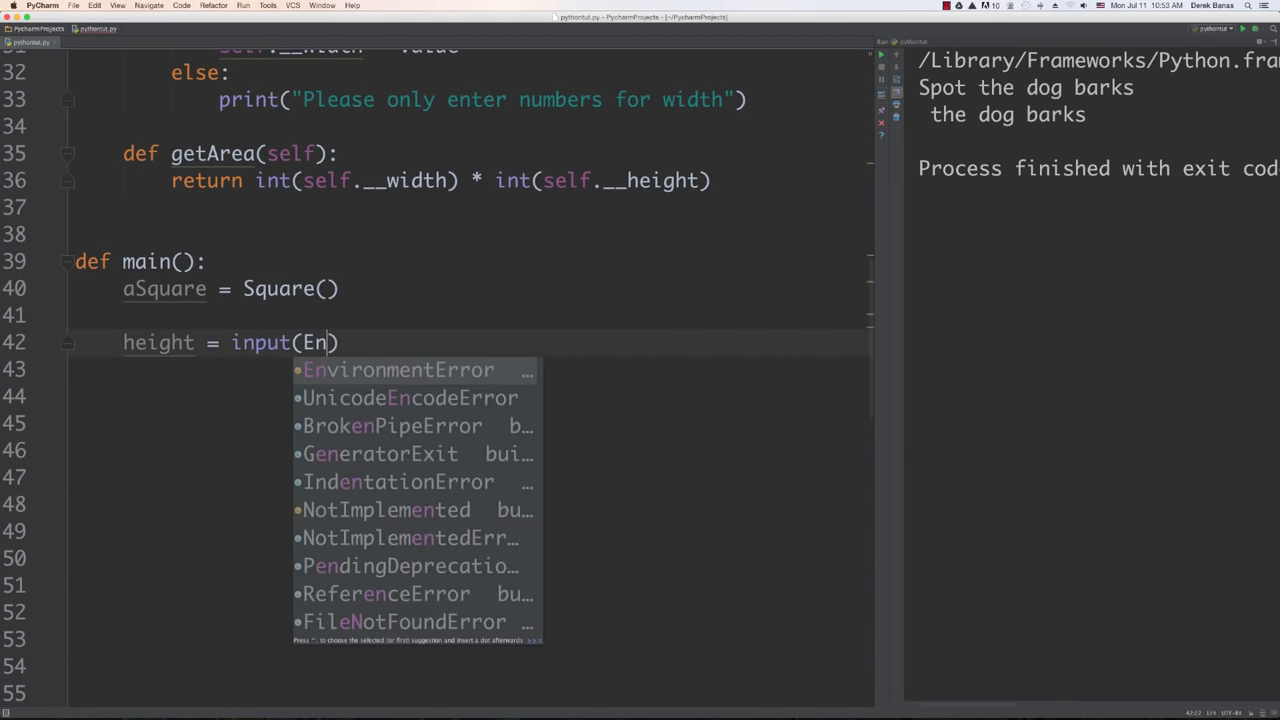 PyCharm File Edit View Navigate Code Refactor Run Tools VCS Window Help
10 Mon Jul 11 10:53 AM Derek Banas
pythontut.py - PyCharmProjects - [~/PycharmProjects]
PycharmProjects pythontut.py
pythontut
pythontut.py
Run pythontut
31 self.__width value
32 else:
33 print("Please only enter numbers for width")
34
35 def getArea(self):
36 return int(self.__width) * int(self.__height)
37
38
39 def main():
40 aSquare = Square()
41
42 height = input(En)
43
44
45
46
47
48
49
50
51
52
53
54
55
EnvironmentError …
UnicodeEncodeError
BrokenPipeError b…
GeneratorExit bui…
IndentationError …
NotImplemented bu…
NotImplementedErr…
PendingDeprecatio…
ReferenceError bu…
FileNotFoundError …
Press ^. to choose the selected (or first) suggestion and insert a dot afterwards >>
/Library/Frameworks/Python.fra
Spot the dog barks
the dog barks
Process finished with exit cod
42:22 LF÷ UTF-8÷